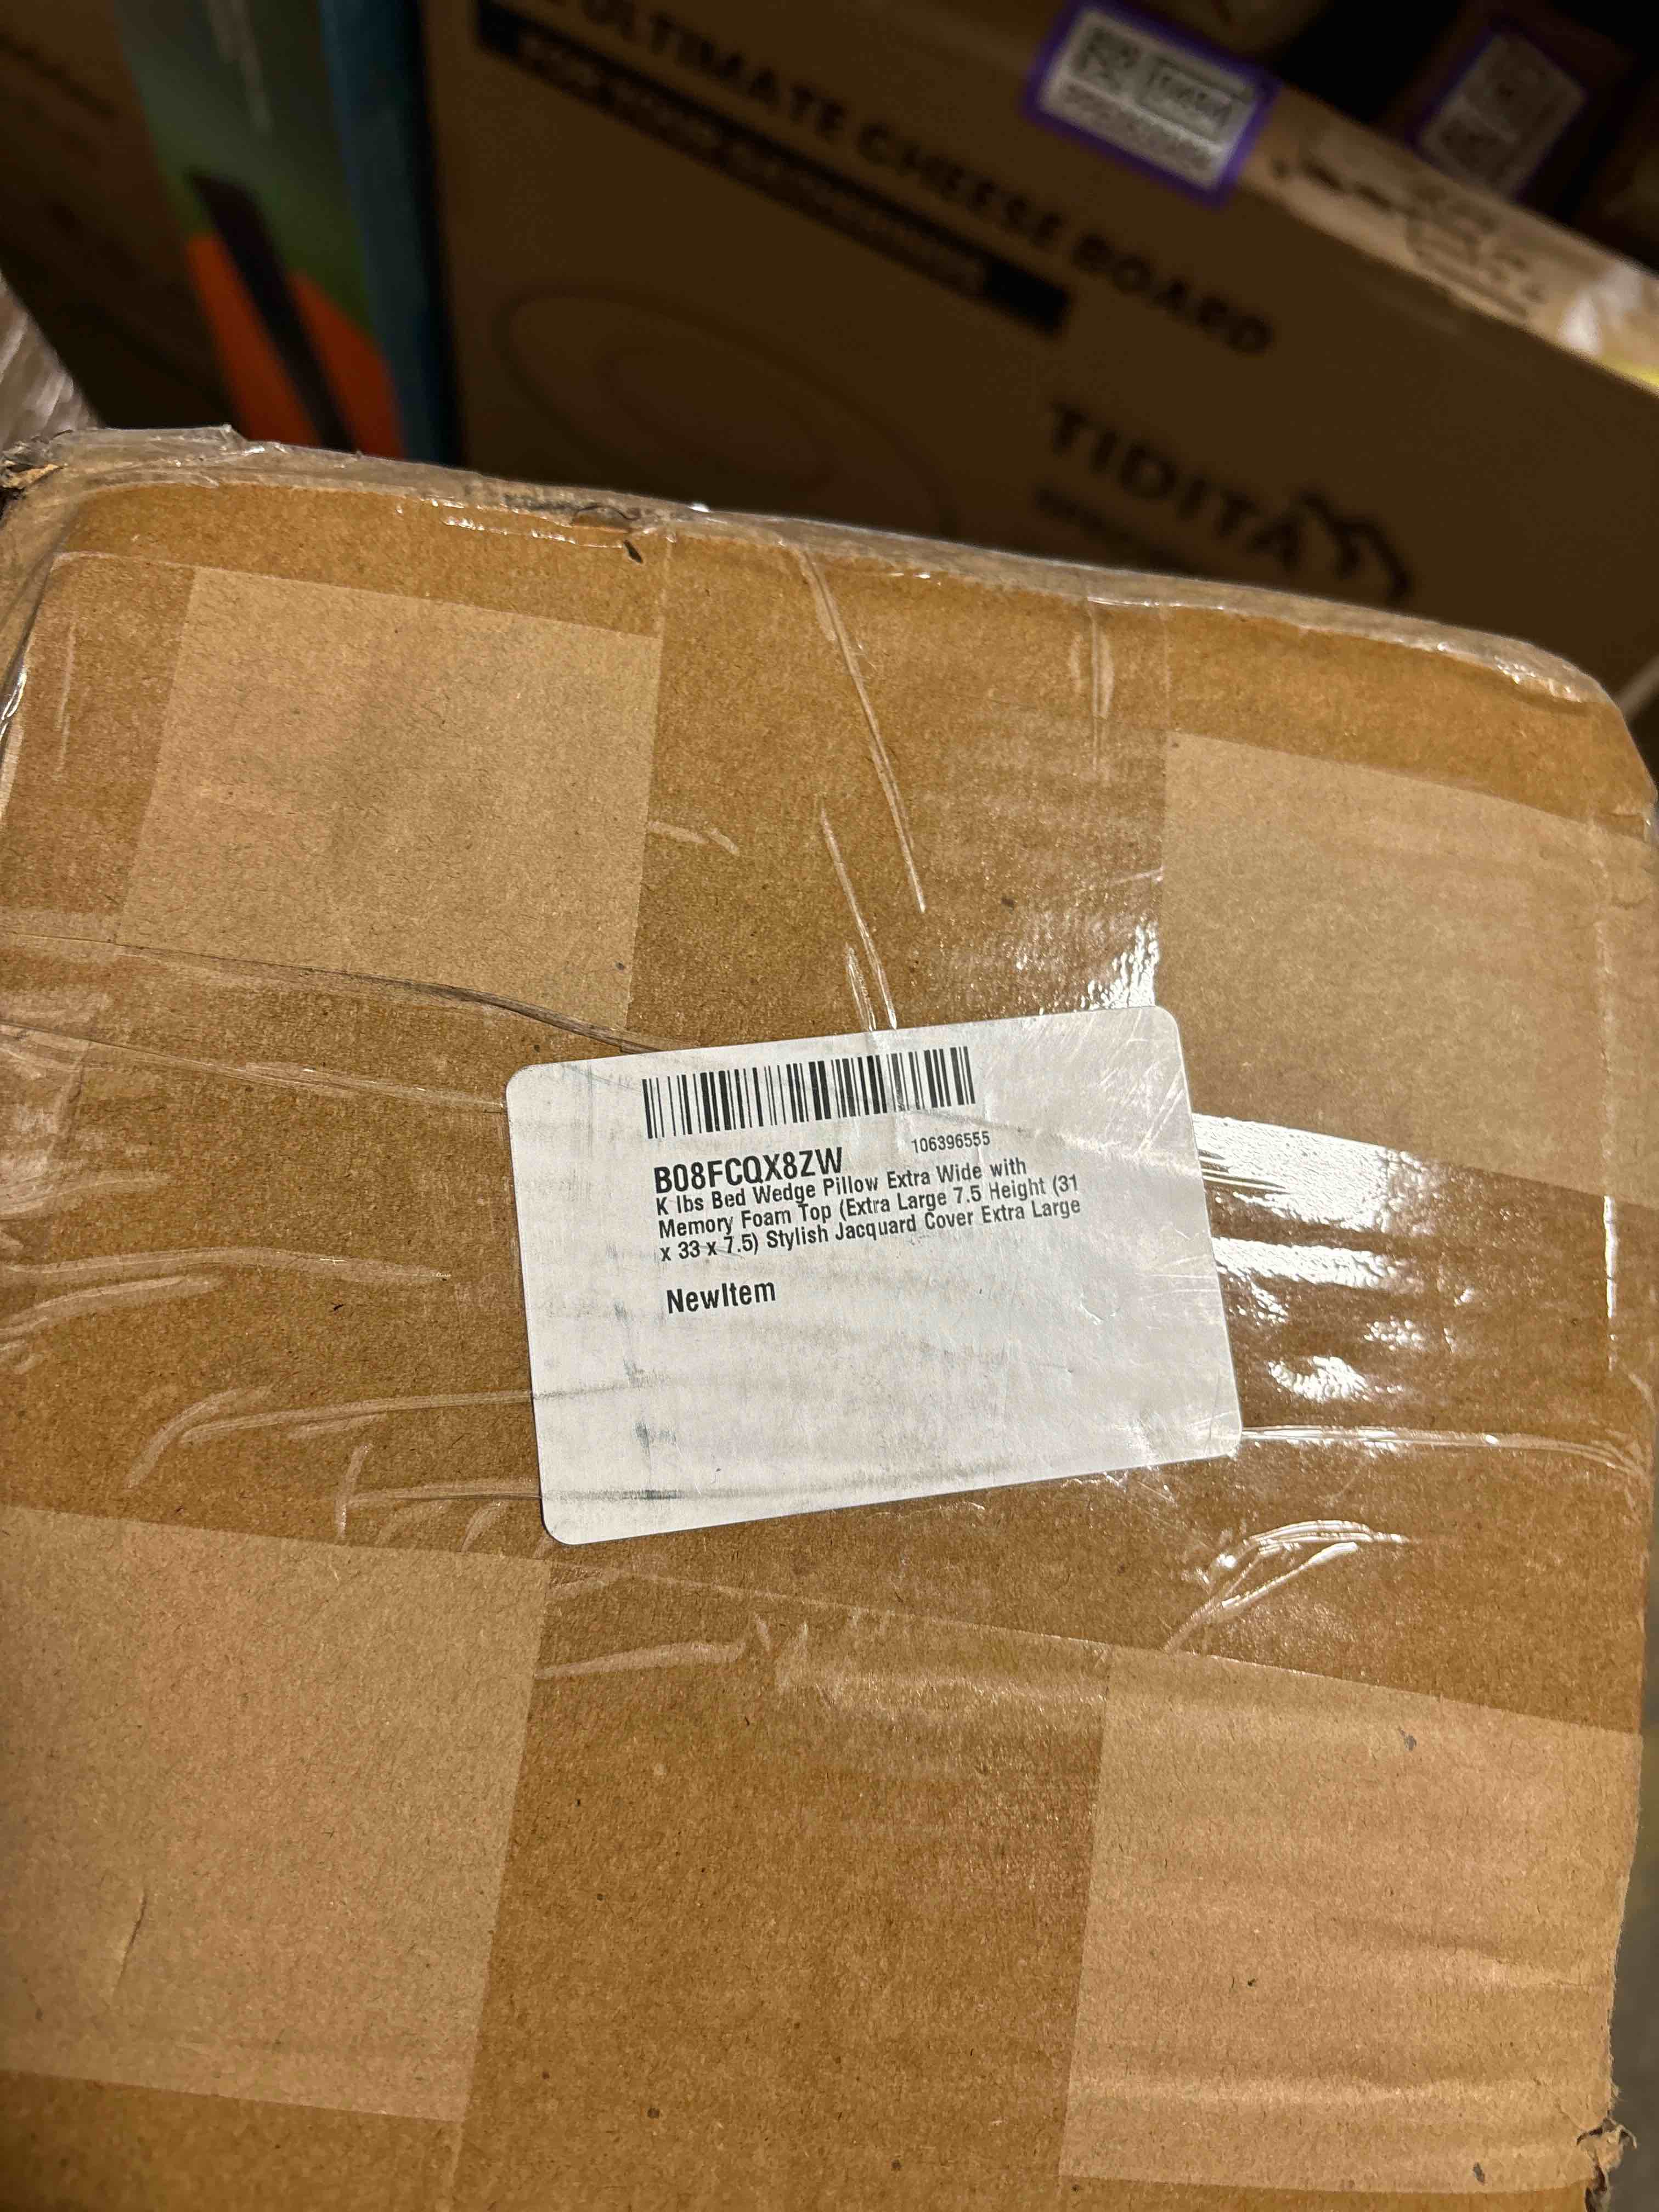 ULTIMATE CHEESE BOARD
TIDITA
106396555
B08FCQX8ZW
K lbs Bed Wedge Pillow Extra Wide with
Memory Foam Top (Extra Large 7.5 Height (31
x 33 x 7.5) Stylish Jacquard Cover Extra Large
NewItem